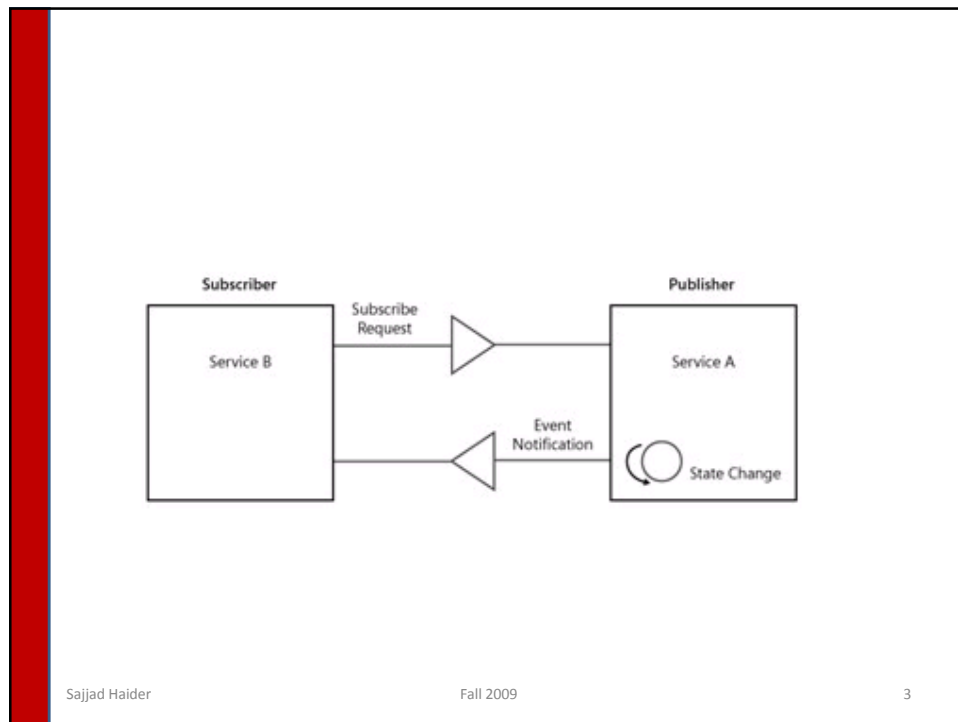 Subscriber
Publisher
Subscribe
Request
Service B
Service A
Event
Notification
State Change
Sajjad Haider
Fall 2009
3